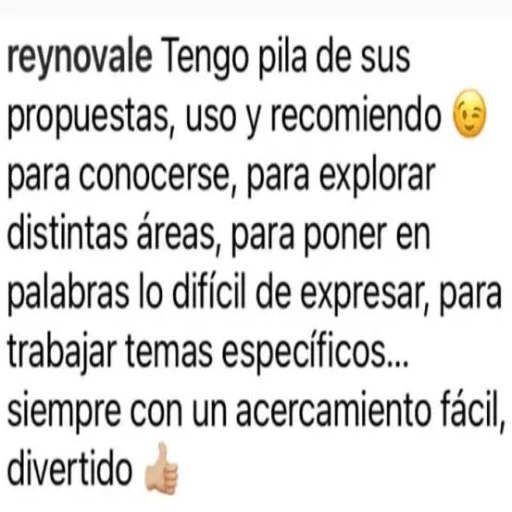 reynovale Tengo pila de sus
propuestas, uso y recomiendo 😉
para conocerse, para explorar
distintas áreas, para poner en
palabras lo difícil de expresar, para
trabajar temas específicos...
siempre con un acercamiento fácil,
divertido 👍🏼